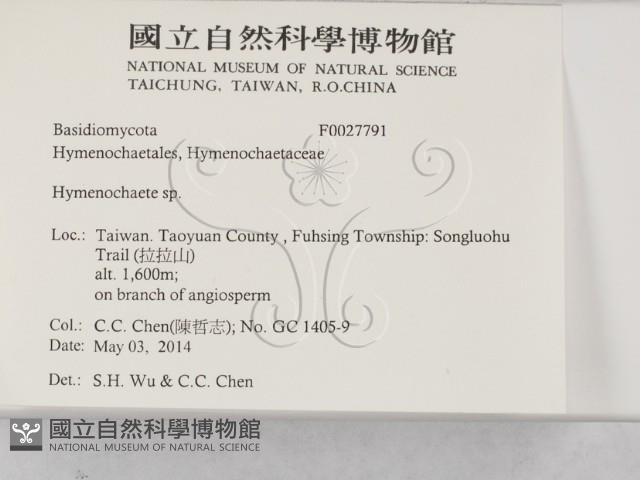 國立自然科學博物館
NATIONAL MUSEUM OF NATURAL SCIENCE
TAICHUNG, TAIWAN, R.O.CHINA
Basidiomycota F0027791
Hymenochaetales, Hymenochaetaceae
Hymenochaete sp.
Loc.: Taiwan. Taoyuan County , Fuhsing Township: Songluohu
Trail (拉拉山)
alt. 1,600m;
on branch of angiosperm
Col.: C.C. Chen(陳哲志); No. GC 1405-9
Date: May 03, 2014
Det.: S.H. Wu & C.C. Chen
國立自然科學博物館
NATIONAL MUSEUM OF NATURAL SCIENCE